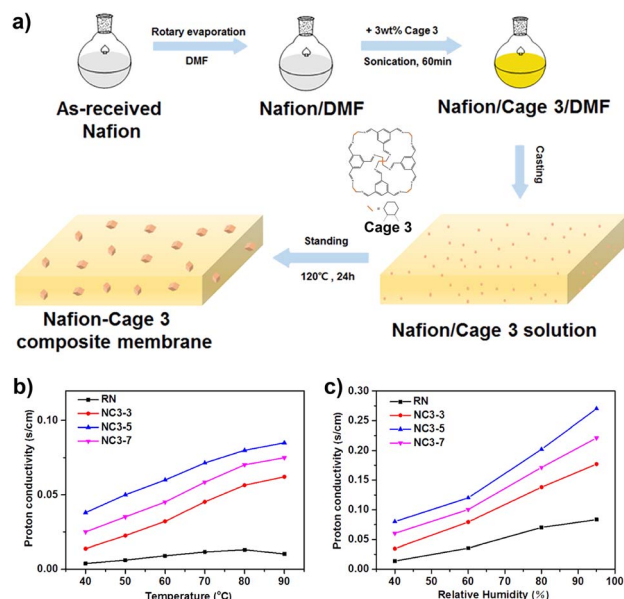 a)
Rotary evaporation
DMF
+ 3wt% Cage 3
Sonication, 60min
As-received
Nafion
Nafion/DMF
Nafion/Cage 3/DMF
Casting
Cage 3
Standing
120℃ , 24h
Nafion-Cage 3
composite membrane
Nafion/Cage 3 solution
b)
RN
NC3-3
NC3-5
NC3-7
Proton conductivity (s/cm)
0.10
0.05
0.00
40 50 60 70 80 90
Temperature (°C)
c)
RN
NC3-3
NC3-5
NC3-7
Proton conductivity (s/cm)
0.30
0.25
0.20
0.15
0.10
0.05
0.00
40 60 80 100
Relative Humidity (%)